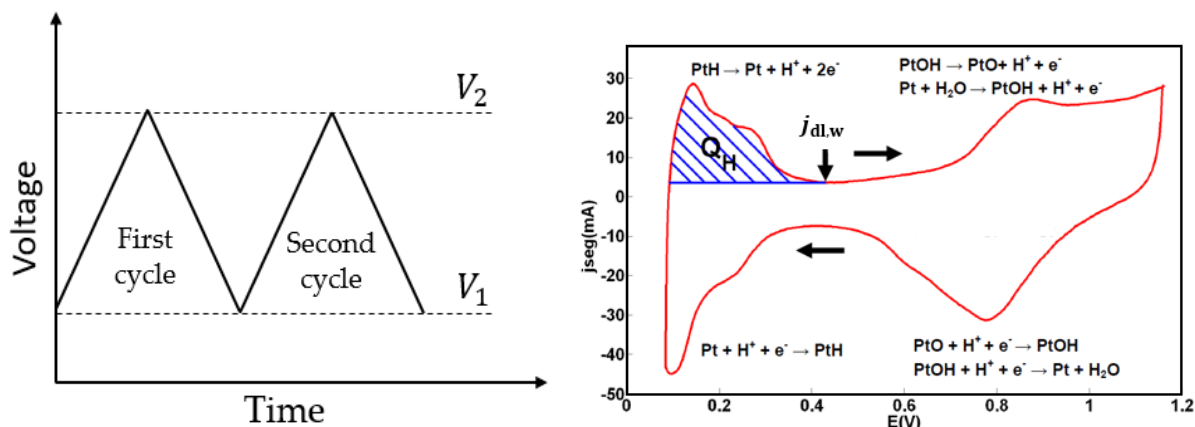 Voltage
V₂
First
cycle
Second
cycle
V₁
Time
jseg(mA)
30
20
10
0
-10
-20
-30
-40
-50
PtH → Pt + H⁺ + 2e⁻
PtOH → PtO+ H⁺ + e⁻
Pt + H₂O → PtOH + H⁺ + e⁻
j_dl,w
Q_H
Pt + H⁺ + e⁻ → PtH
PtO + H⁺ + e⁻ → PtOH
PtOH + H⁺ + e⁻ → Pt + H₂O
0
0.2
0.4
0.6
0.8
1
1.2
E(V)